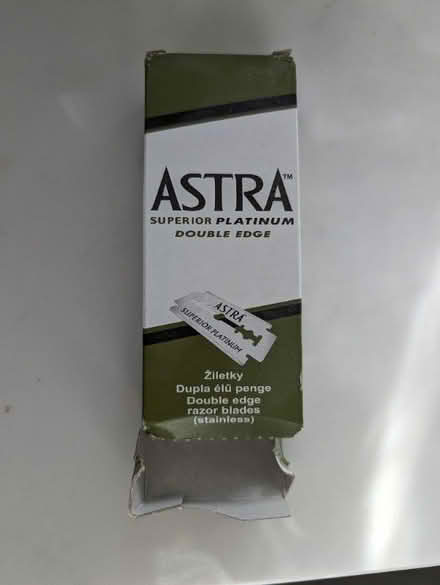 ASTRA™
SUPERIOR PLATINUM
DOUBLE EDGE
ASTRA
SUPERIOR PLATINUM
Žiletky
Dupla élű penge
Double edge
razor blades
(stainless)